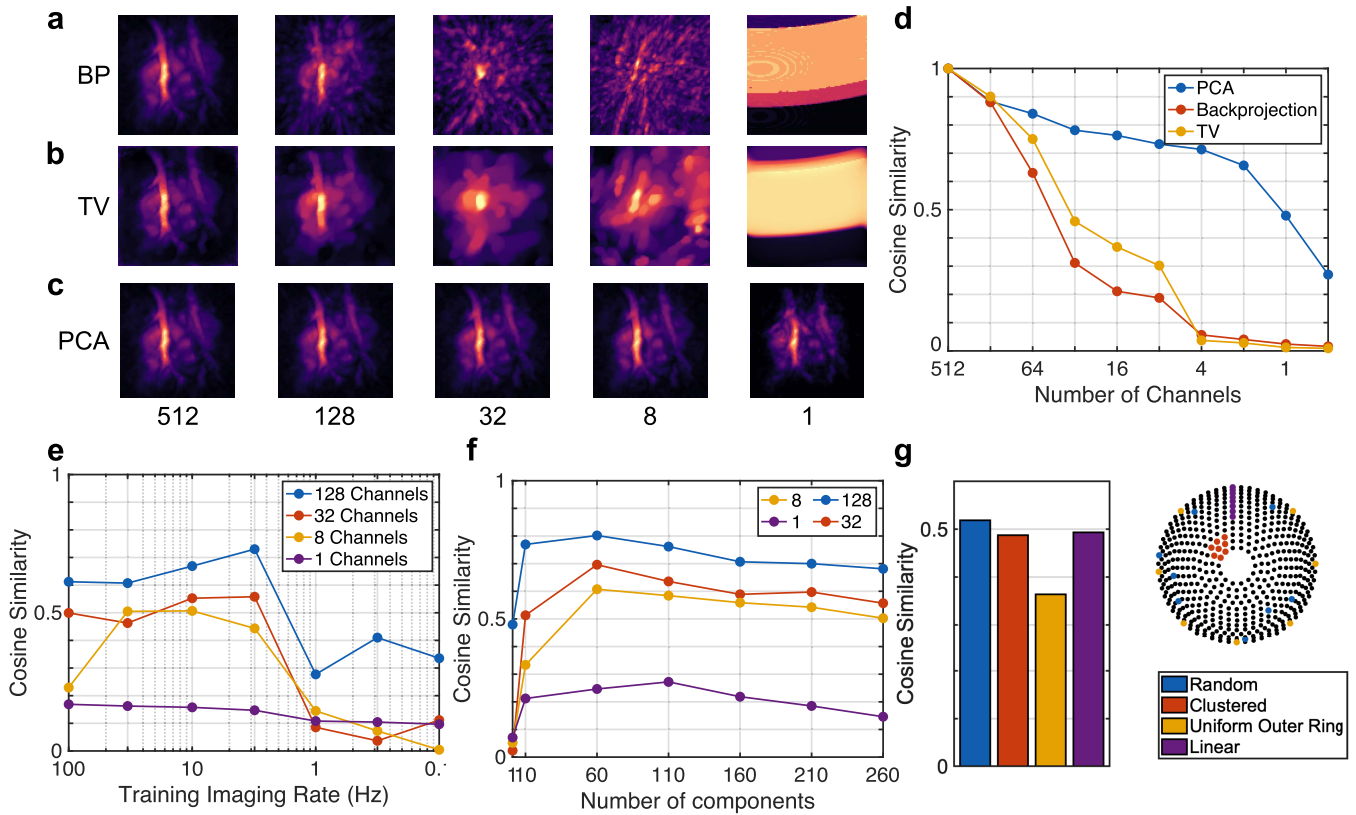 a
BP
b
TV
c
PCA
512 128 32 8 1
d
Cosine Similarity
1
0.5
0
512 64 16 4 1
Number of Channels
PCA
Backprojection
TV
e
Cosine Similarity
1
0.5
0
100 10 1 0.
Training Imaging Rate (Hz)
128 Channels
32 Channels
8 Channels
1 Channels
f
Cosine Similarity
1
0.5
0
1 10 60 110 160 210 260
Number of components
8 128
1 32
g
Cosine Similarity
0.5
0
Random
Clustered
Uniform Outer Ring
Linear